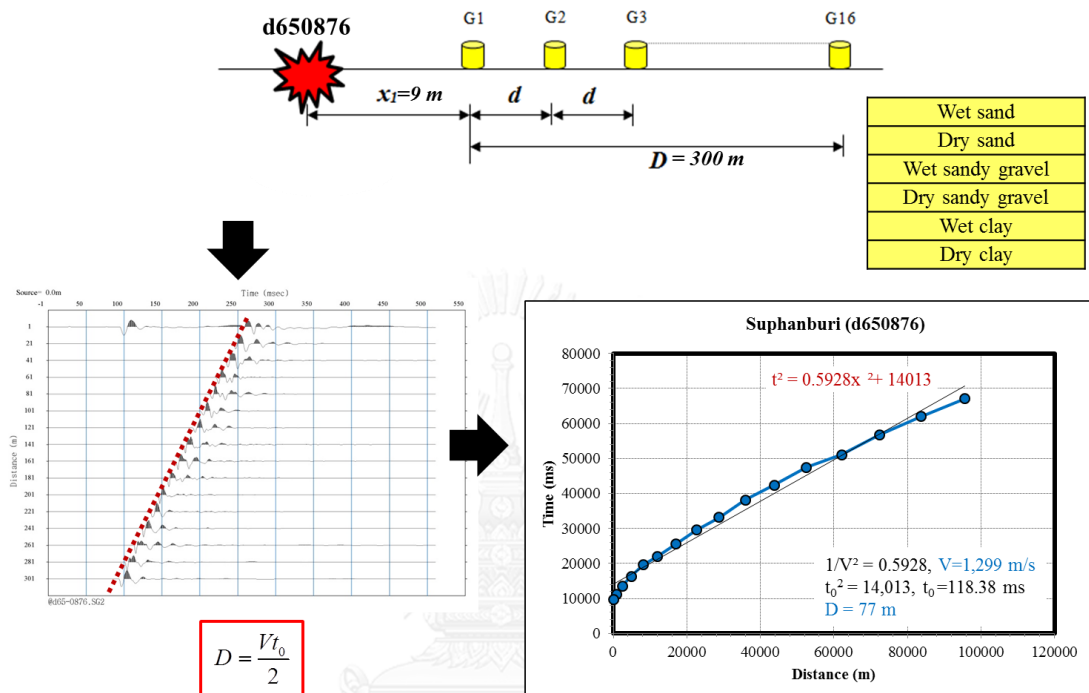 d650876
G1 G2 G3 G16
x₁=9 m d d
D = 300 m
Wet sand
Dry sand
Wet sandy gravel
Dry sandy gravel
Wet clay
Dry clay
Source= 0.0m
Time (msec)
-1 50 100 150 200 250 300 350 400 450 500 550
1
21
41
61
81
101
121
141
161
181
201
221
241
261
281
301
Distance (m)
@d65-0876.SG2
D = Vt₀/2
Suphanburi (d650876)
80000
70000
60000
50000
40000
30000
20000
10000
0
Time (ms)
t² = 0.5928x ²+ 14013
1/V² = 0.5928, V=1,299 m/s
t₀² = 14,013, t₀=118.38 ms
D = 77 m
0 20000 40000 60000 80000 100000 120000
Distance (m)